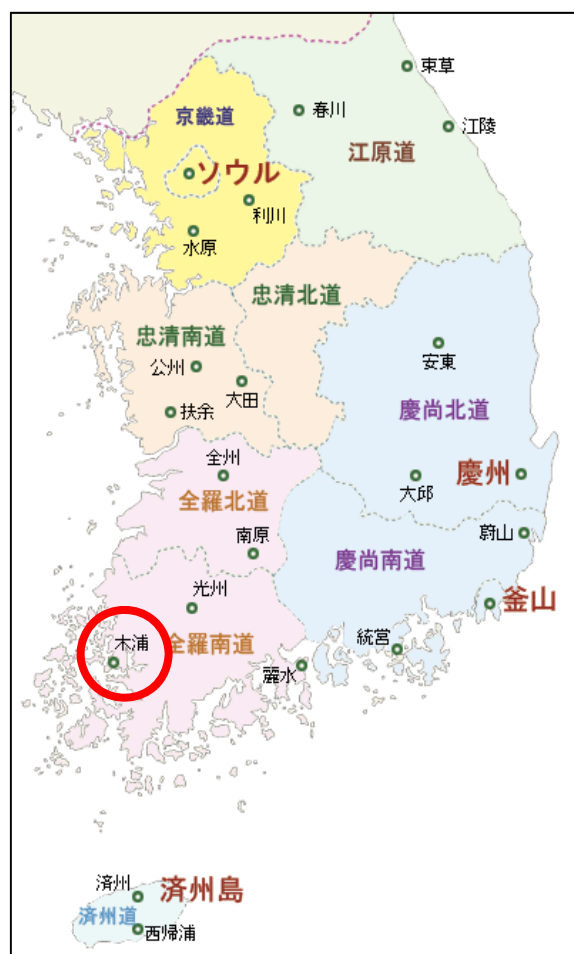 束草
京畿道
春川
江陵
江原道
ソウル
利川
水原
忠清北道
忠清南道
安東
公州
大田
慶尚北道
扶余
全州
慶州
大邱
全羅北道
蔚山
南原
慶尚南道
光州
釜山
木浦
全羅南道
統営
麗水
済州
済州島
済州道
西帰浦